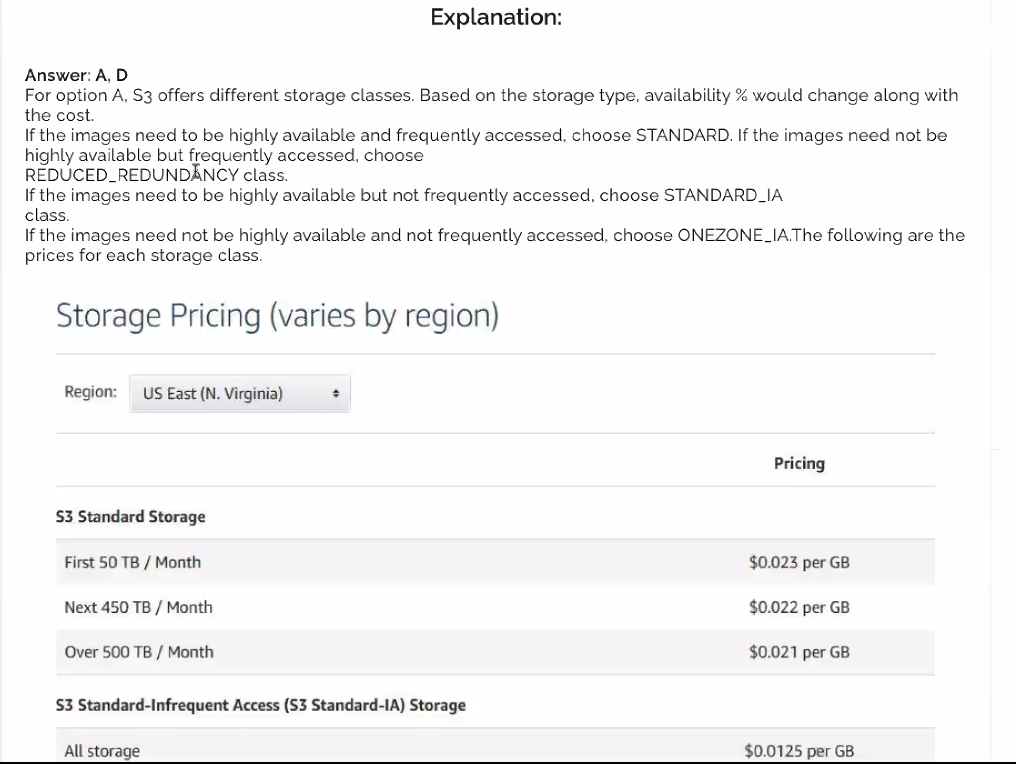 Explanation:
Answer: A, D
For option A, S3 offers different storage classes. Based on the storage type, availability % would change along with
the cost.
If the images need to be highly available and frequently accessed, choose STANDARD. If the images need not be
highly available but frequently accessed, choose
REDUCED_REDUNDANCY class.
If the images need to be highly available but not frequently accessed, choose STANDARD_IA
class.
If the images need not be highly available and not frequently accessed, choose ONEZONE_IA.The following are the
prices for each storage class.
Storage Pricing (varies by region)
Region: US East (N. Virginia)
Pricing
S3 Standard Storage
First 50 TB / Month $0.023 per GB
Next 450 TB / Month $0.022 per GB
Over 500 TB / Month $0.021 per GB
S3 Standard-Infrequent Access (S3 Standard-IA) Storage
All storage $0.0125 per GB